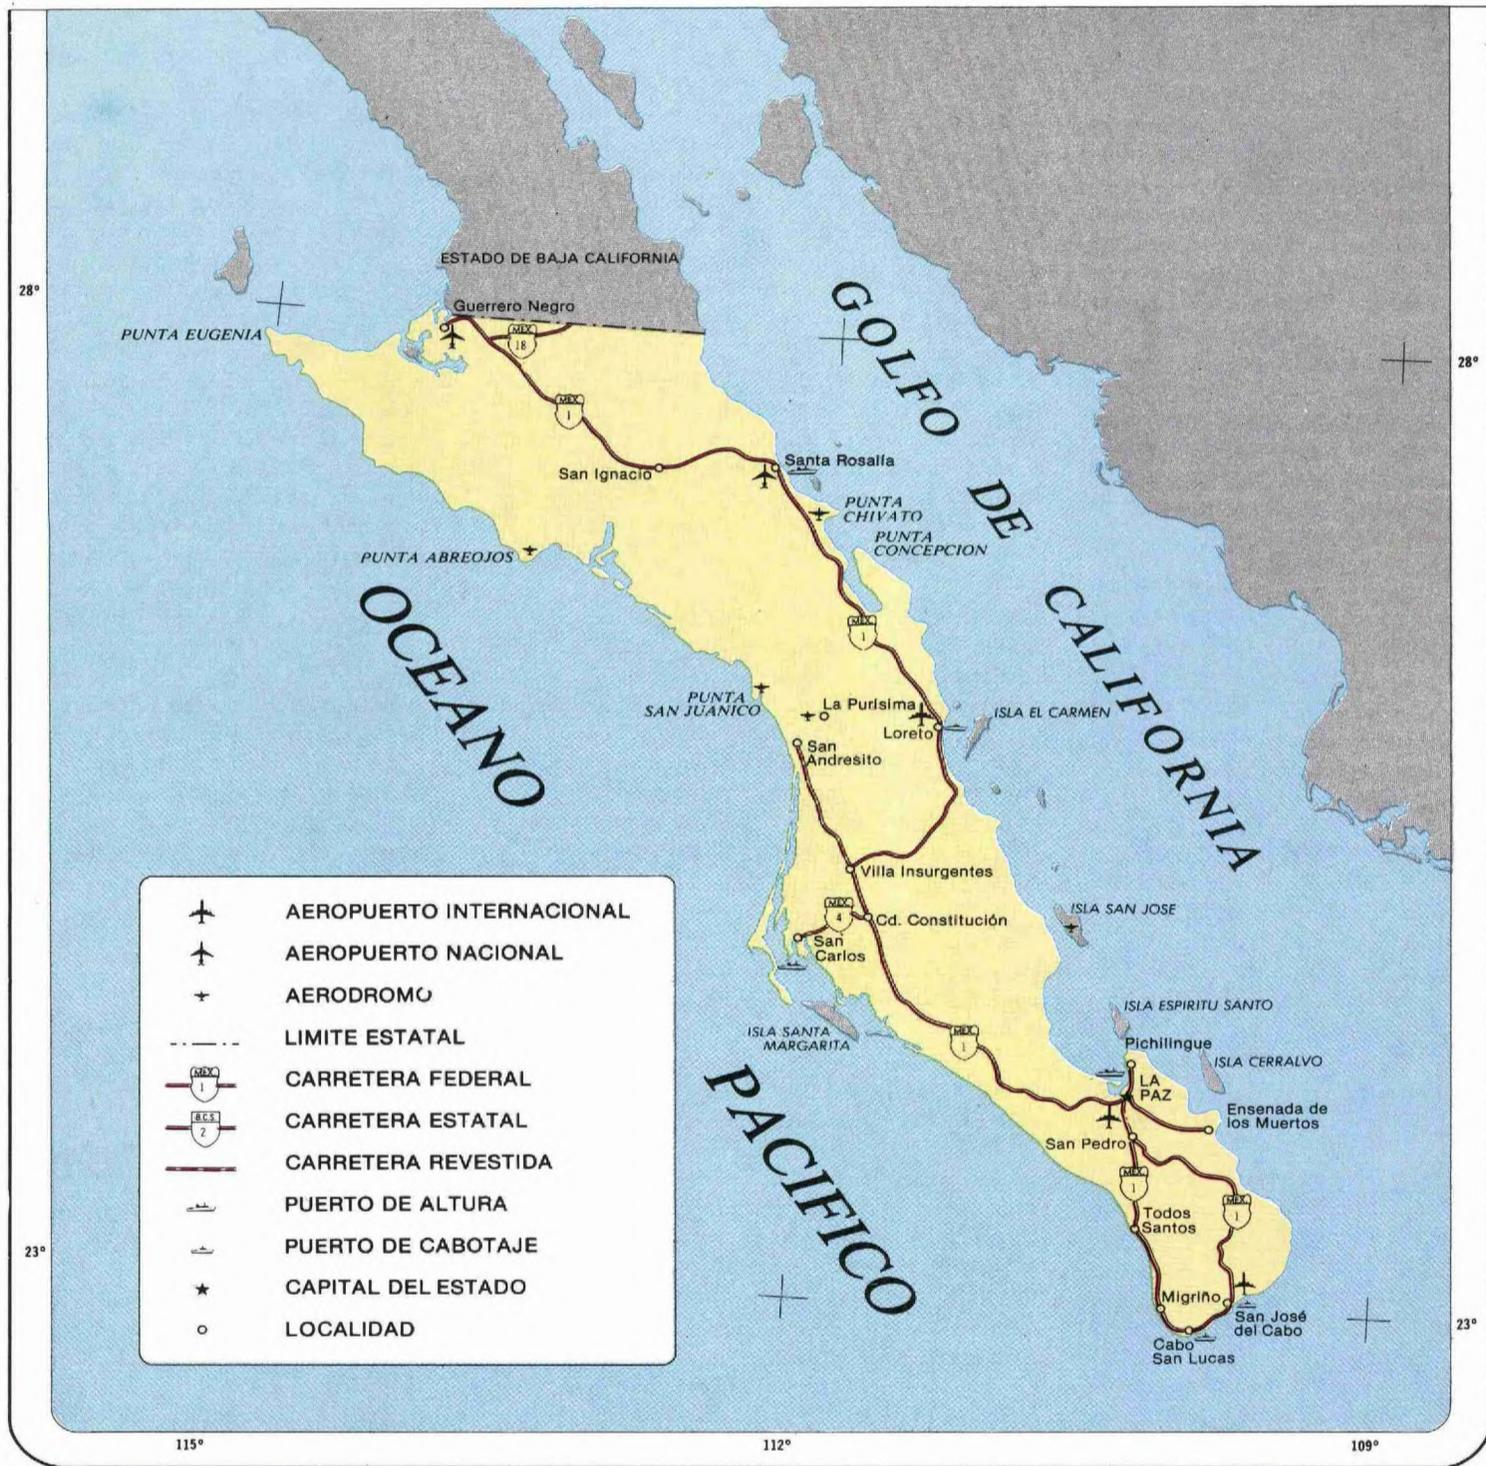 ESTADO DE BAJA CALIFORNIA
28°
Guerrero Negro
PUNTA EUGENIA
MEX.
18
28°
GOLFO DE CALIFORNIA
MEX.
1
San Ignacio
Santa Rosalía
PUNTA
CHIVATO
PUNTA
CONCEPCION
PUNTA ABREOJOS
OCEANO
MEX.
1
PUNTA
SAN JUANICO
La Purísima
Loreto
ISLA EL CARMEN
San
Andresito
Villa Insurgentes
MEX.
4
Cd. Constitución
San
Carlos
ISLA SAN JOSE
ISLA SANTA
MARGARITA
MEX.
1
ISLA ESPIRITU SANTO
Pichilingue
ISLA CERRALVO
PACIFICO
LA
PAZ
Ensenada de
los Muertos
San Pedro
MEX.
1
MEX.
1
Todos
Santos
Migriño
San José
del Cabo
Cabo
San Lucas
AEROPUERTO INTERNACIONAL
AEROPUERTO NACIONAL
AERODROMO
LIMITE ESTATAL
MEX.
1
CARRETERA FEDERAL
B.C.S.
2
CARRETERA ESTATAL
CARRETERA REVESTIDA
PUERTO DE ALTURA
PUERTO DE CABOTAJE
CAPITAL DEL ESTADO
LOCALIDAD
23°
23°
115°
112°
109°